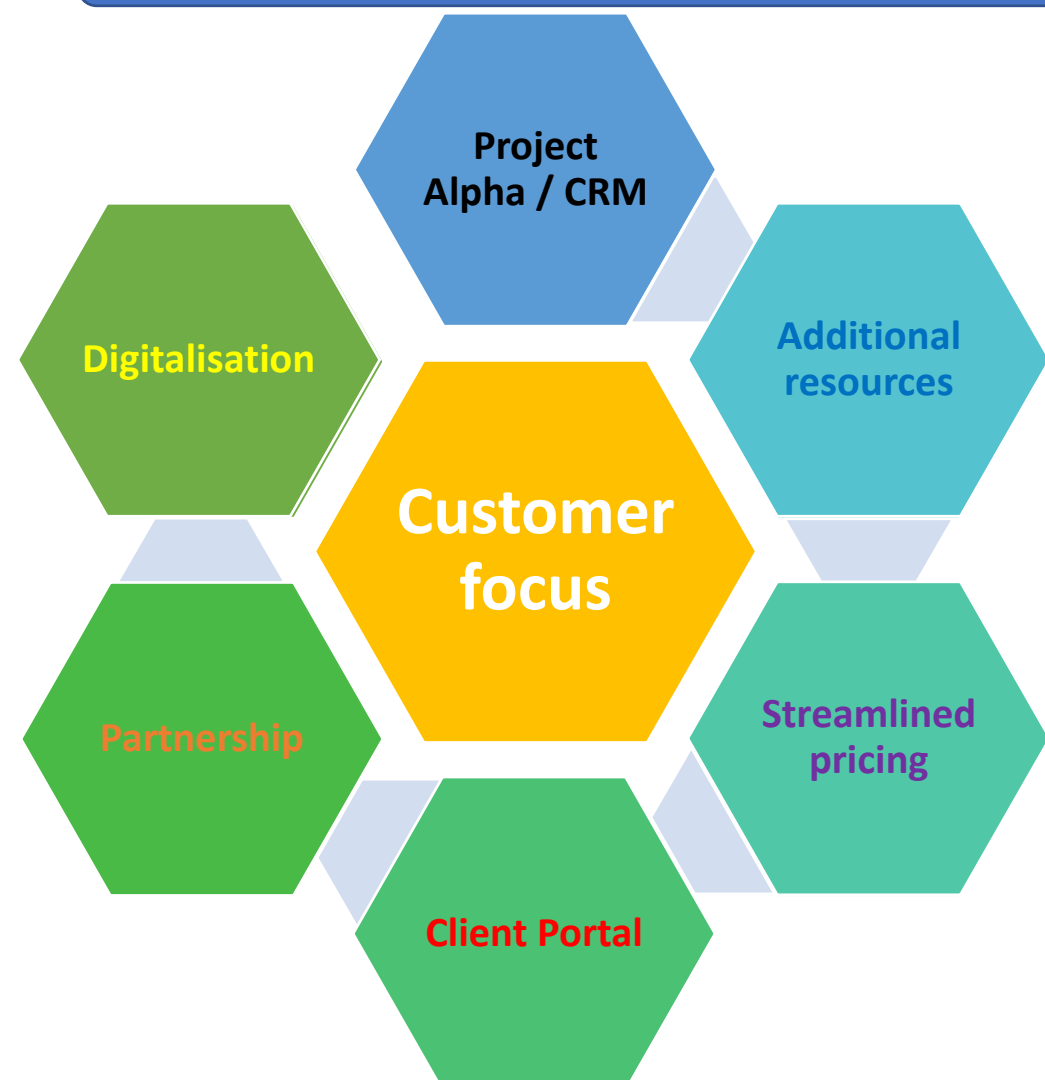 Project
Alpha / CRM
Additional
resources
Digitalisation
Customer
focus
Streamlined
pricing
Partnership
Client Portal